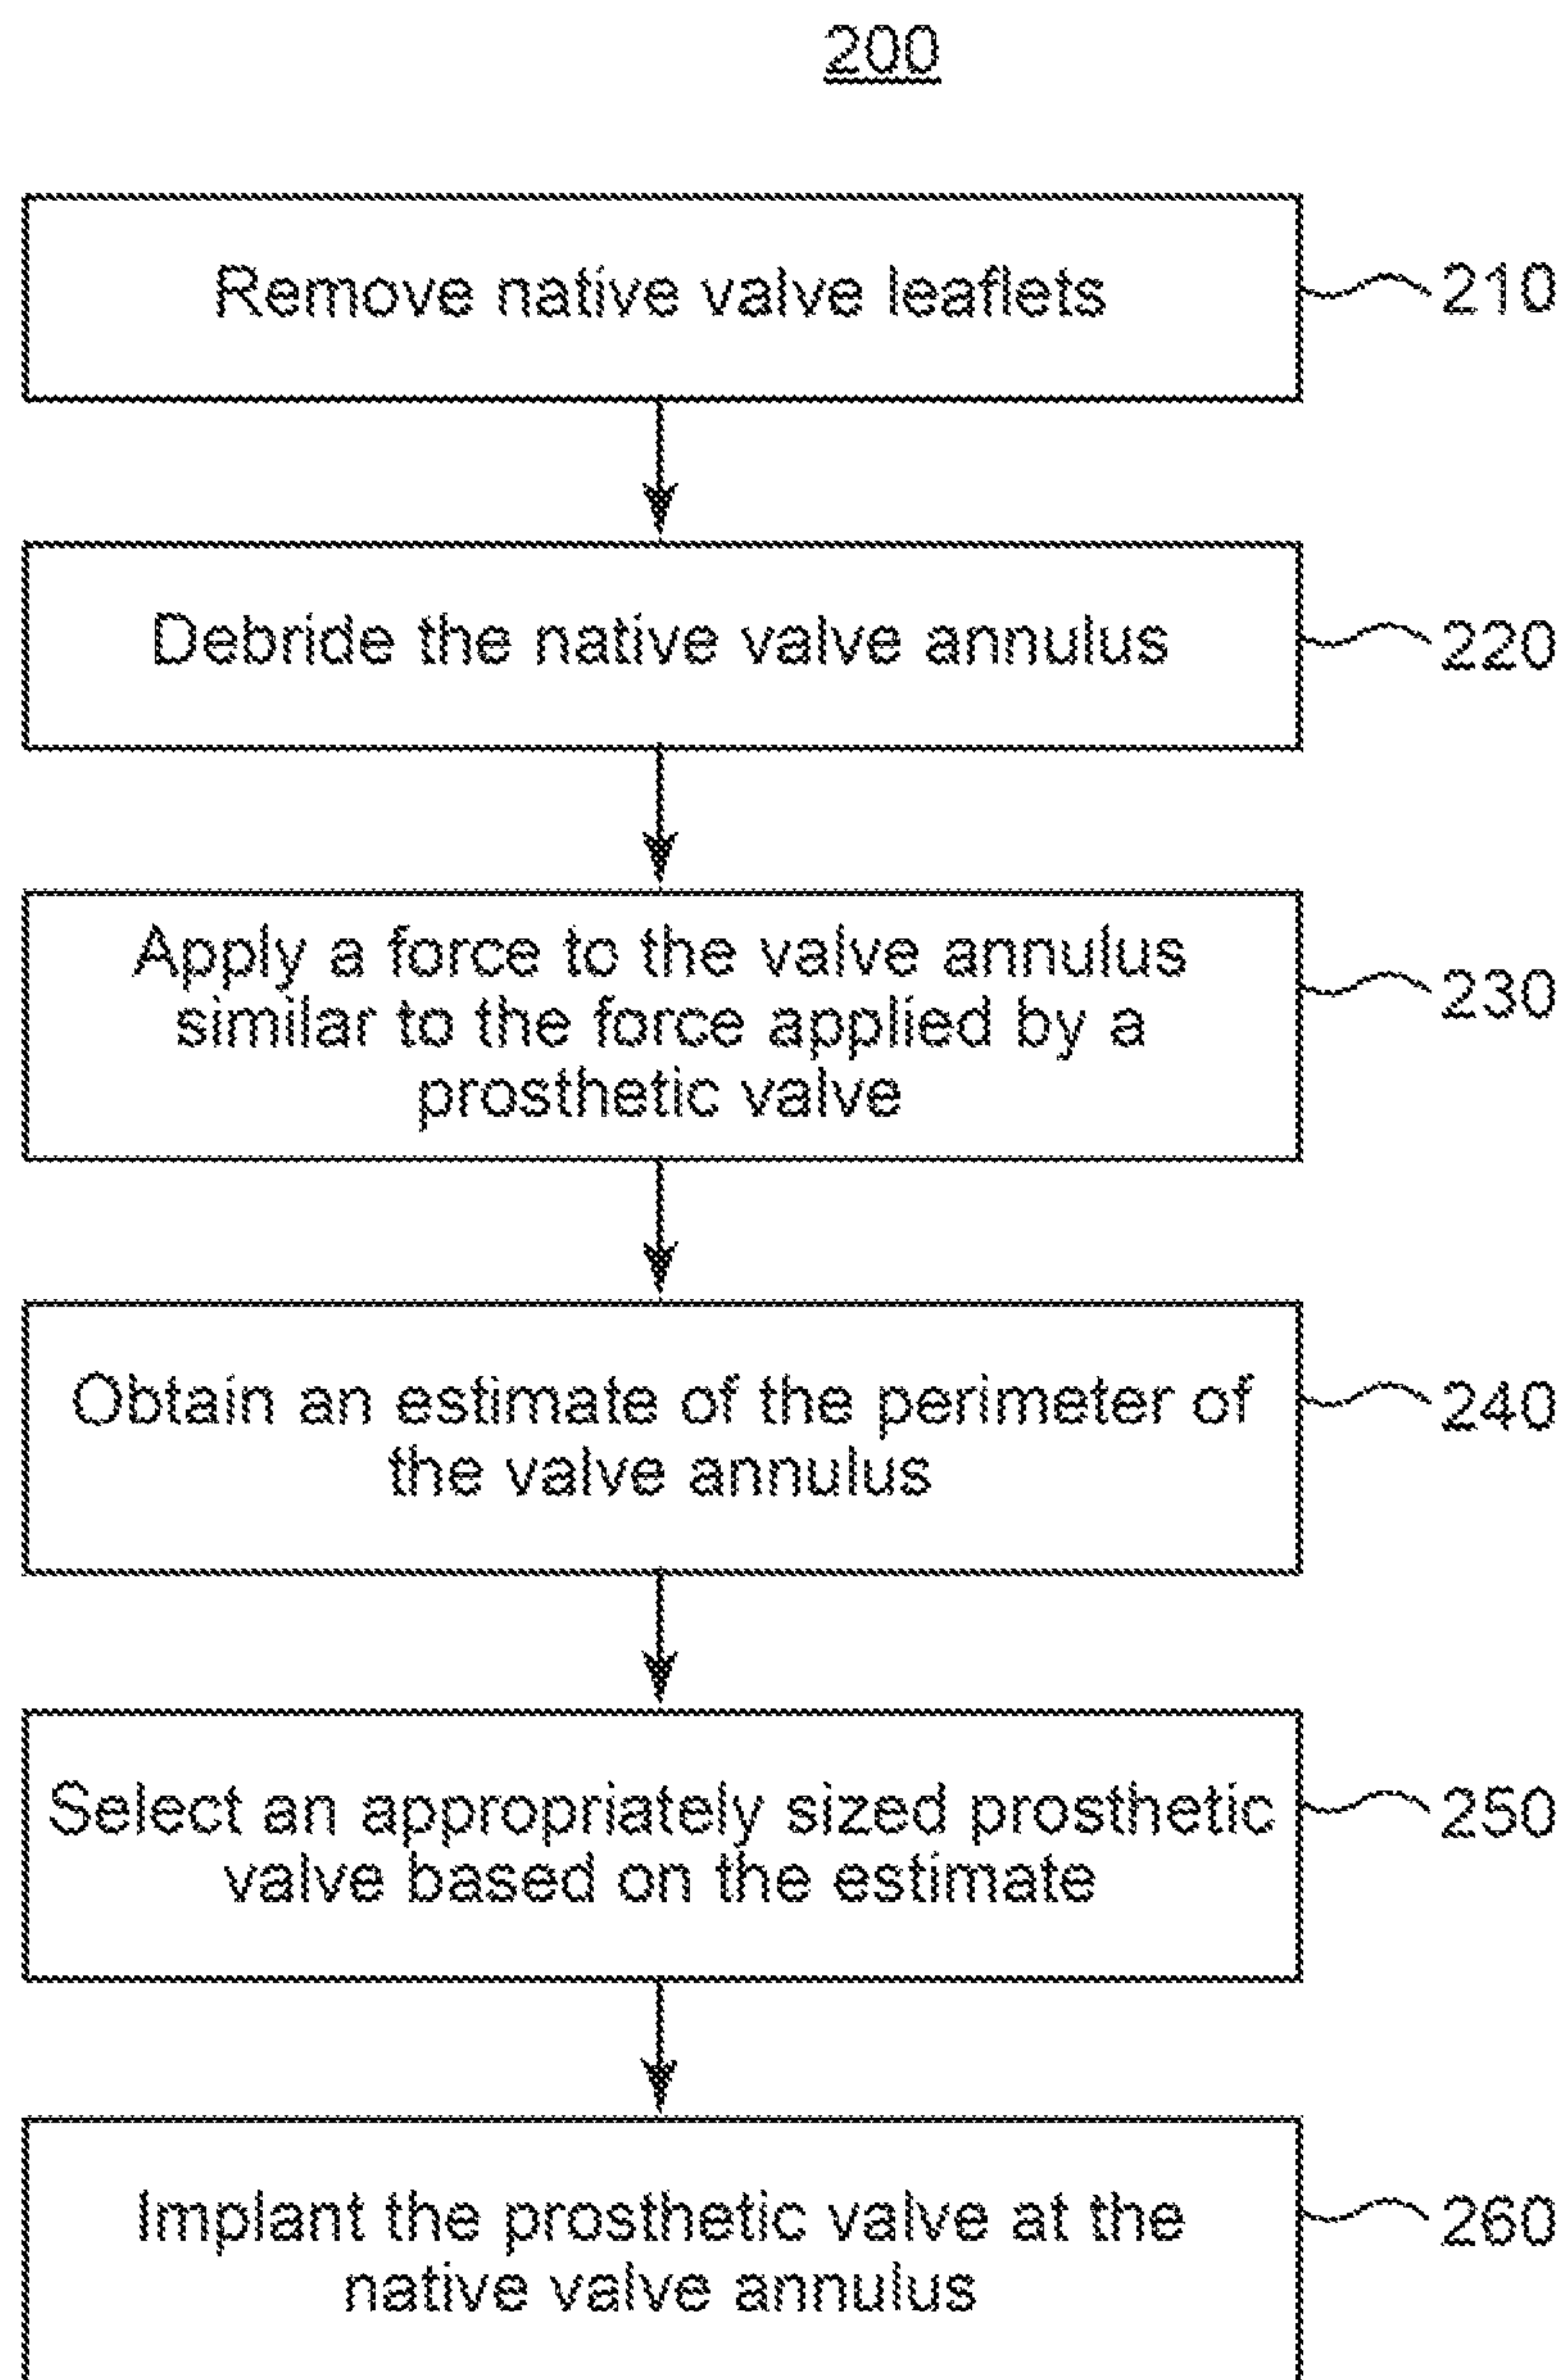 200
Remove native valve leaflets
210
Debride the native valve annulus
220
Apply a force to the valve annulus
similar to the force applied by a
prosthetic valve
230
Obtain an estimate of the perimeter of
the valve annulus
240
Select an appropriately sized prosthetic
valve based on the estimate
250
Implant the prosthetic valve at the
native valve annulus
260